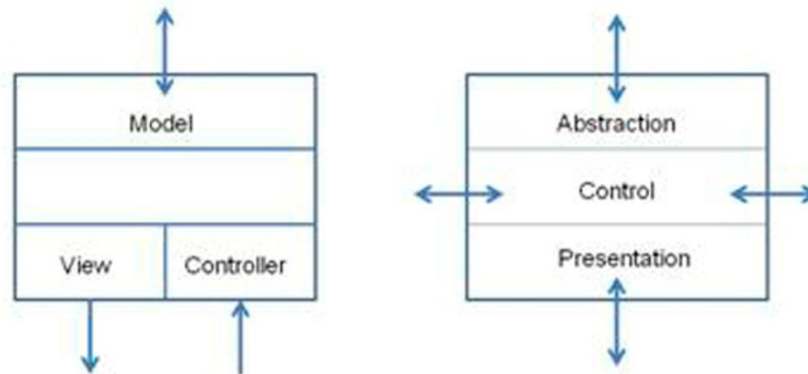 Model
View
Controller
Abstraction
Control
Presentation